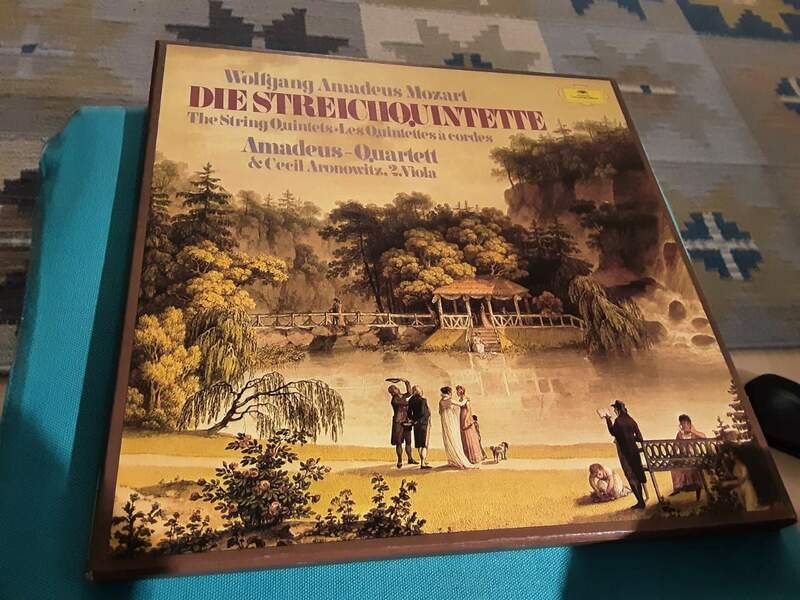 Wolfgang Amadeus Mozart
DIE STREICHQUINTETTE
The String Quintets · Les Quintettes à cordes
Amadeus-Quartett
& Cecil Aronowitz, 2. Viola